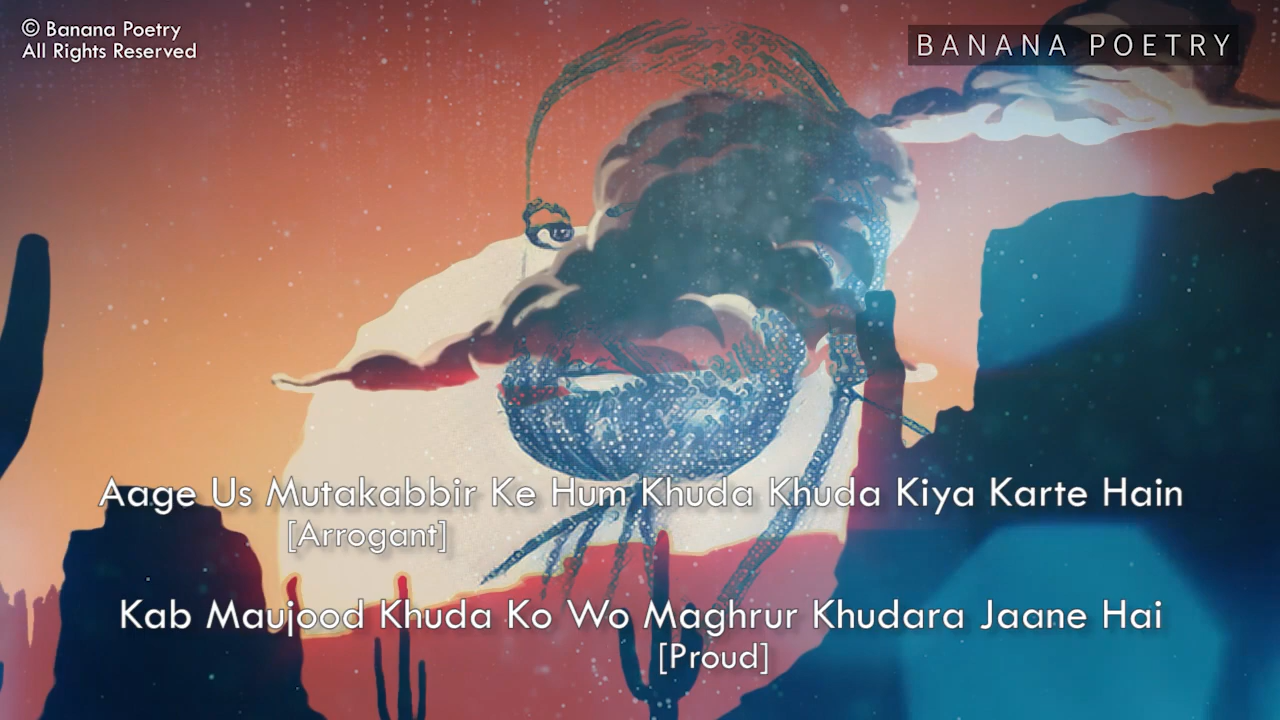 © Banana Poetry
All Rights Reserved
BANANA POETRY
Aage Us Mutakabbir Ke Hum Khuda Khuda Kiya Karte Hain
[Arrogant]
Kab Maujood Khuda Ko Wo Maghrur Khudara Jaane Hai
[Proud]